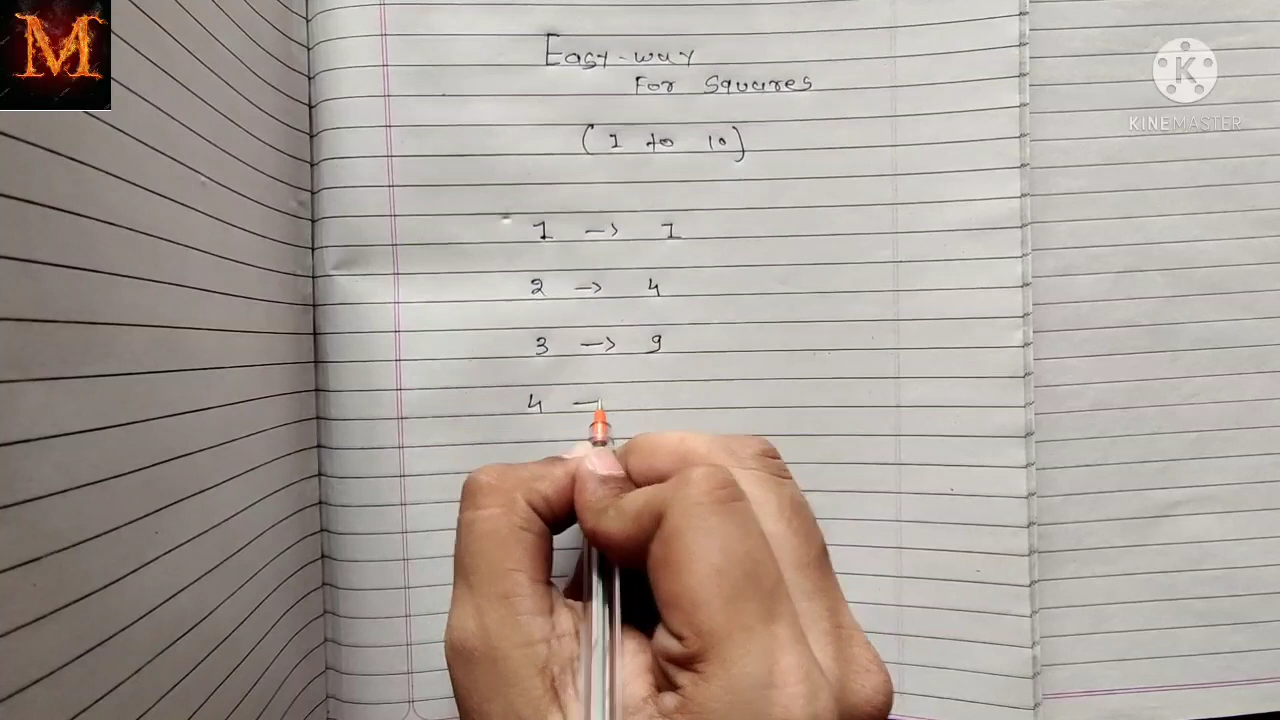 M
K
KINEMASTER
Easy-way
For Squares
(1 to 10)
1 → 1
2 → 4
3 → 9
4 –